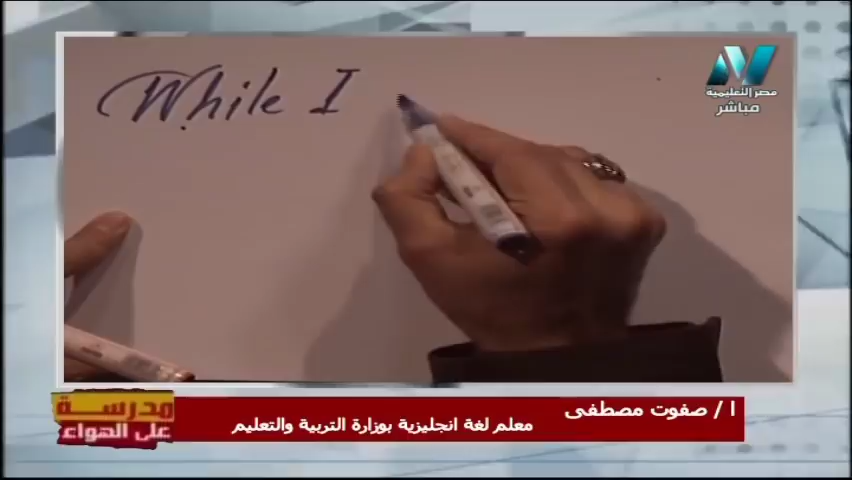 While I
مصر التعليمية
مباشر
أ / صفوت مصطفى
معلم لغة انجليزية بوزارة التربية والتعليم
مدرسة
على الهواء